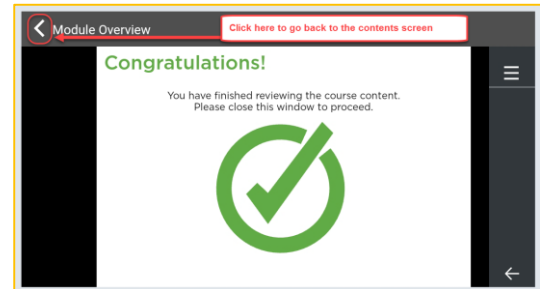 Module Overview
Click here to go back to the contents screen
Congratulations!
You have finished reviewing the course content.
Please close this window to proceed.